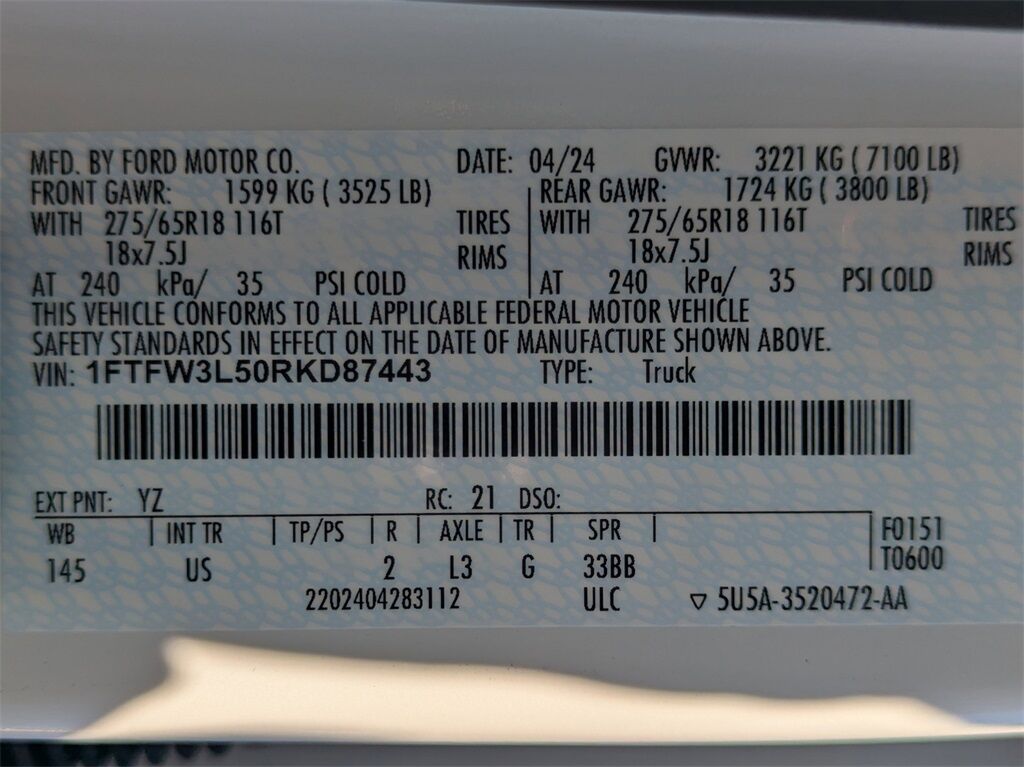 MFD. BY FORD MOTOR CO. DATE: 04/24 GVWR: 3221 KG ( 7100 LB)
FRONT GAWR: 1599 KG ( 3525 LB) REAR GAWR: 1724 KG ( 3800 LB)
WITH 275/65R18 116T TIRES WITH 275/65R18 116T TIRES
18x7.5J RIMS 18x7.5J RIMS
AT 240 kPa/ 35 PSI COLD AT 240 kPa/ 35 PSI COLD
THIS VEHICLE CONFORMS TO ALL APPLICABLE FEDERAL MOTOR VEHICLE
SAFETY STANDARDS IN EFFECT ON THE DATE OF MANUFACTURE SHOWN ABOVE.
VIN: 1FTFW3L50RKD87443 TYPE: Truck
EXT PNT: YZ RC: 21 DSO:
WB INT TR TP/PS R AXLE TR SPR F0151
T0600
145 US 2 L3 G 33BB
2202404283112 ULC ▽ 5U5A-3520472-AA